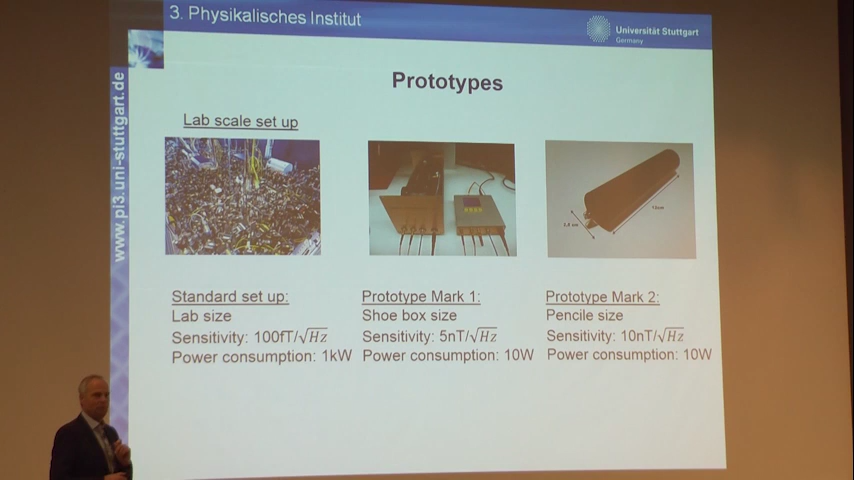 3. Physikalisches Institut
Universität Stuttgart
Germany
www.pi3.uni-stuttgart.de
Prototypes
Lab scale set up
12cm
Standard set up:
Lab size
Sensitivity: 100fT/√Hz
Power consumption: 1kW
Prototype Mark 1:
Shoe box size
Sensitivity: 5nT/√Hz
Power consumption: 10W
Prototype Mark 2:
Pencile size
Sensitivity: 10nT/√Hz
Power consumption: 10W